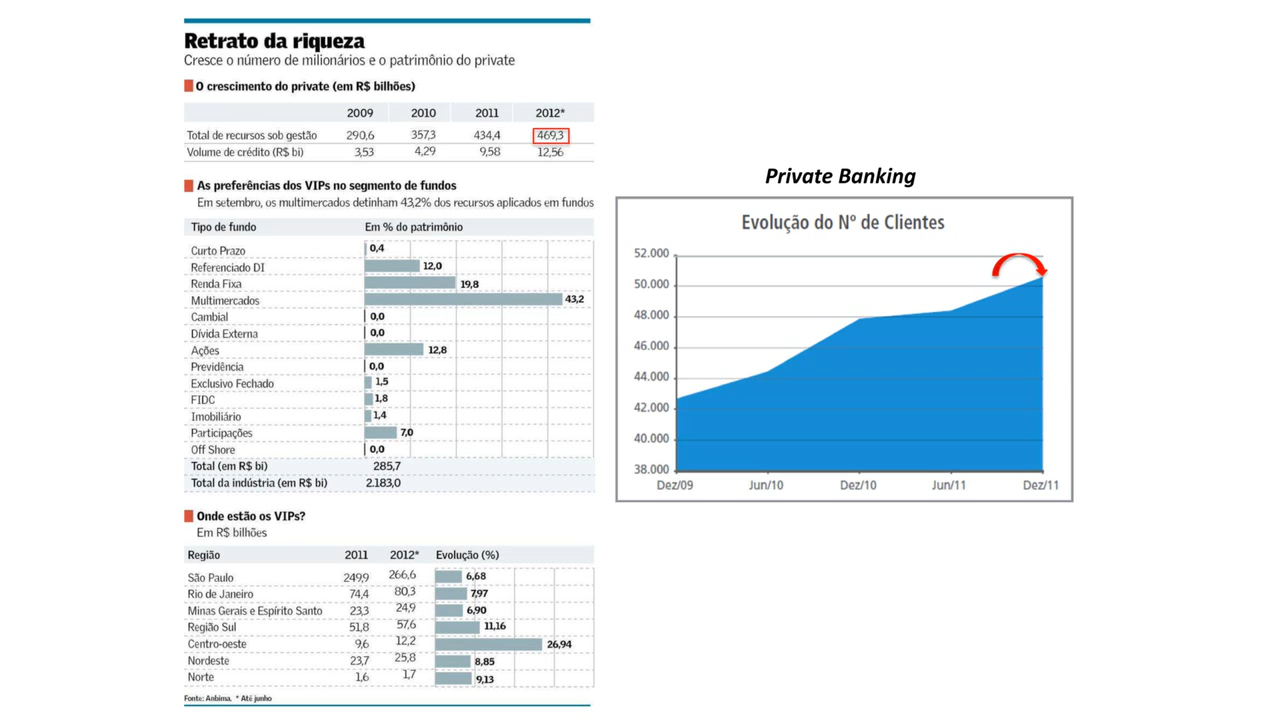 Retrato da riqueza
Cresce o número de milionários e o patrimônio do private
O crescimento do private (em R$ bilhões)
2009 2010 2011 2012*
Total de recursos sob gestão 290,6 357,3 434,4 469,3
Volume de crédito (R$ bi) 3,53 4,29 9,58 12,56
As preferências dos VIPs no segmento de fundos
Em setembro, os multimercados detinham 43,2% dos recursos aplicados em fundos
Tipo de fundo Em % do patrimônio
Curto Prazo 0,4
Referenciado DI 12,0
Renda Fixa 19,8
Multimercados 43,2
Cambial 0,0
Dívida Externa 0,0
Ações 12,8
Previdência 0,0
Exclusivo Fechado 1,5
FIDC 1,8
Imobiliário 1,4
Participações 7,0
Off Shore 0,0
Total (em R$ bi) 285,7
Total da indústria (em R$ bi) 2.183,0
Onde estão os VIPs?
Em R$ bilhões
Região 2011 2012* Evolução (%)
São Paulo 249,9 266,6 6,68
Rio de Janeiro 74,4 80,3 7,97
Minas Gerais e Espírito Santo 23,3 24,9 6,90
Região Sul 51,8 57,6 11,16
Centro-oeste 9,6 12,2 26,94
Nordeste 23,7 25,8 8,85
Norte 1,6 1,7 9,13
Fonte: Anbima. * Até junho
Private Banking
Evolução do Nº de Clientes
52.000
50.000
48.000
46.000
44.000
42.000
40.000
38.000
Dez/09 Jun/10 Dez/10 Jun/11 Dez/11